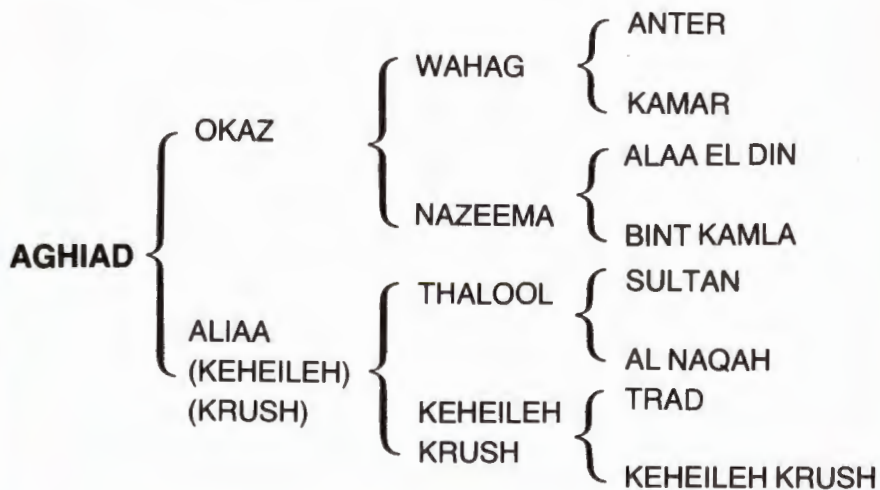 ANTER
WAHAG
KAMAR
OKAZ
ALAA EL DIN
NAZEEMA
BINT KAMLA
AGHIAD
SULTAN
THALOOL
ALIAA
(KEHEILEH)
(KRUSH)
AL NAQAH
TRAD
KEHEILEH
KRUSH
KEHEILEH KRUSH